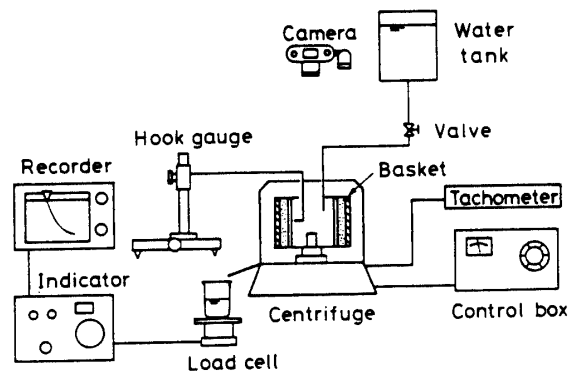 Camera
Water
tank
Valve
Hook gauge
Basket
Recorder
Tachometer
Indicator
Control box
Centrifuge
Load cell